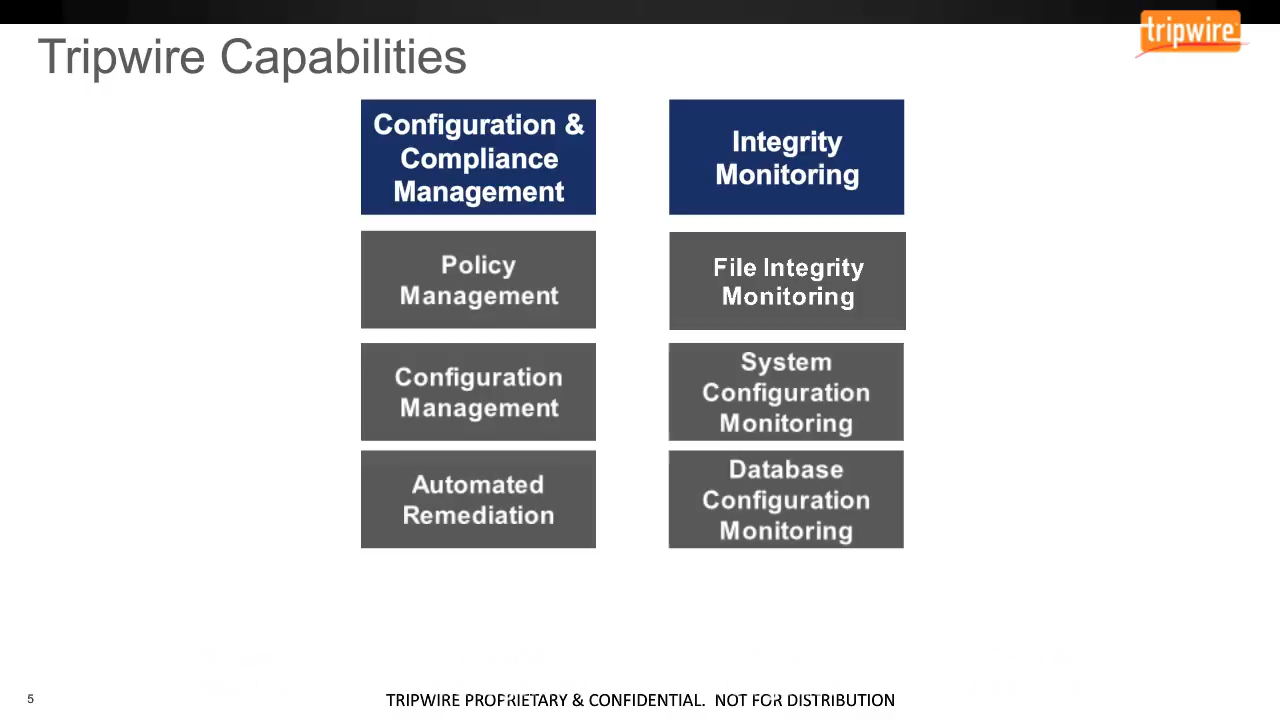 tripwire
Tripwire Capabilities
Configuration &
Compliance
Management
Policy
Management
Configuration
Management
Automated
Remediation
Integrity
Monitoring
File Integrity
Monitoring
System
Configuration
Monitoring
Database
Configuration
Monitoring
5
TRIPWIRE PROPRIETARY & CONFIDENTIAL. NOT FOR DISTRIBUTION